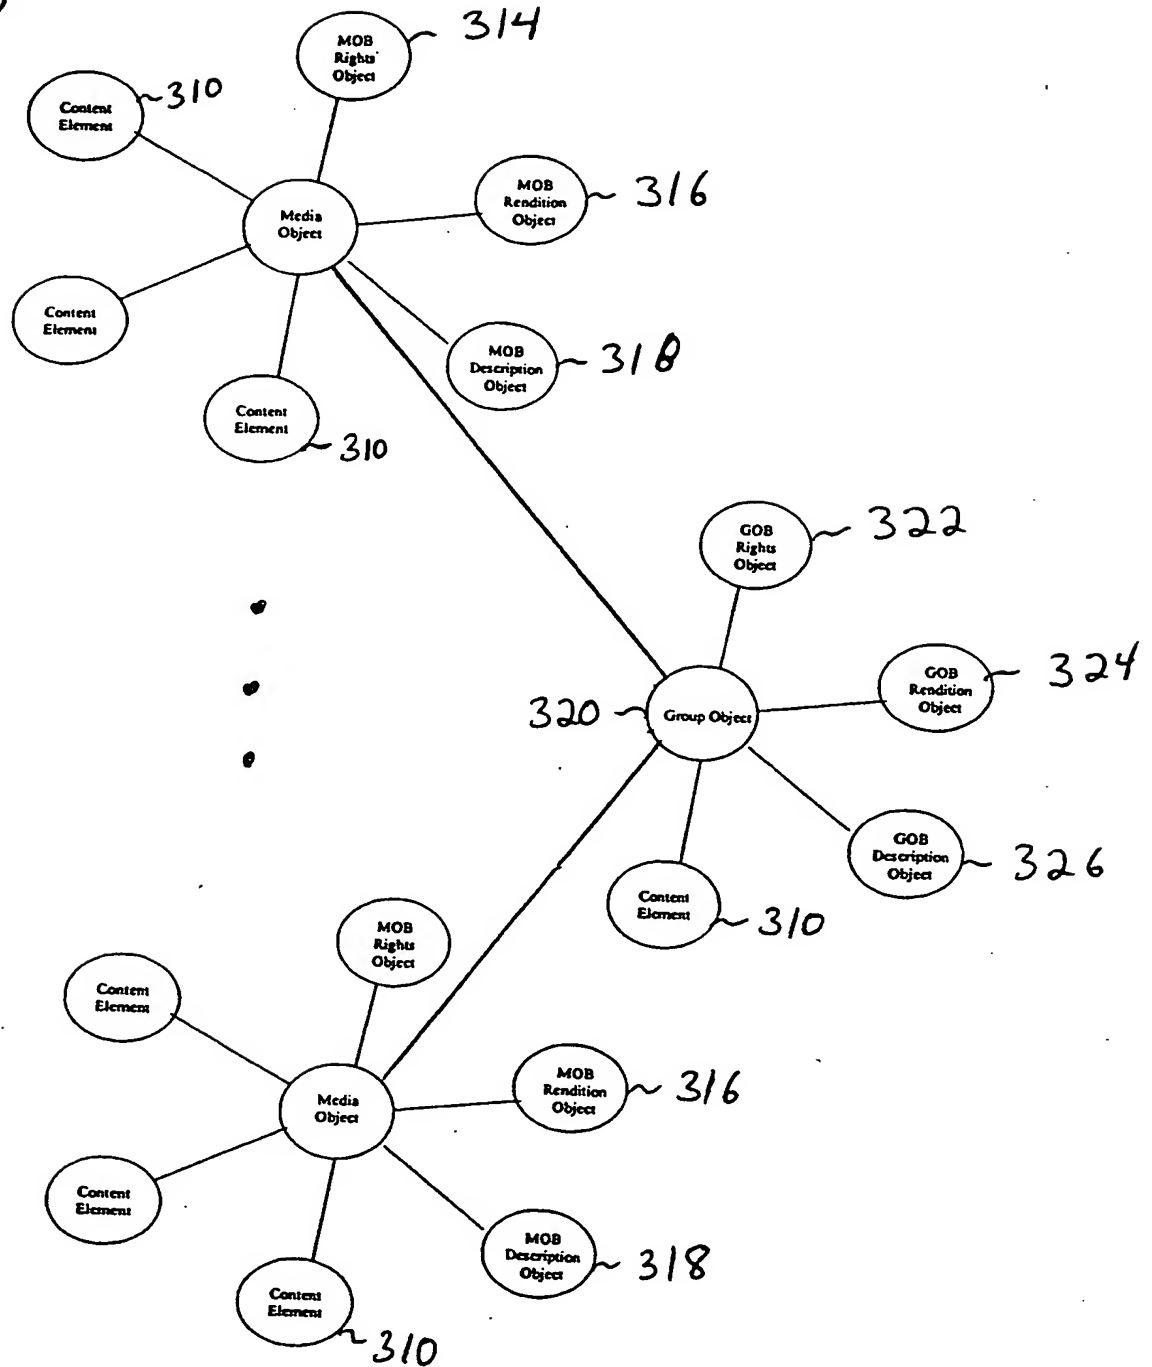 MOB
Rights
Object
314
Content
Element
310
MOB
Rendition
Object
316
Media
Object
Content
Element
MOB
Description
Object
318
Content
Element
310
GOB
Rights
Object
322
GOB
Rendition
Object
324
320
Group Object
GOB
Description
Object
326
Content
Element
310
MOB
Rights
Object
Content
Element
MOB
Rendition
Object
316
Media
Object
Content
Element
MOB
Description
Object
318
Content
Element
310